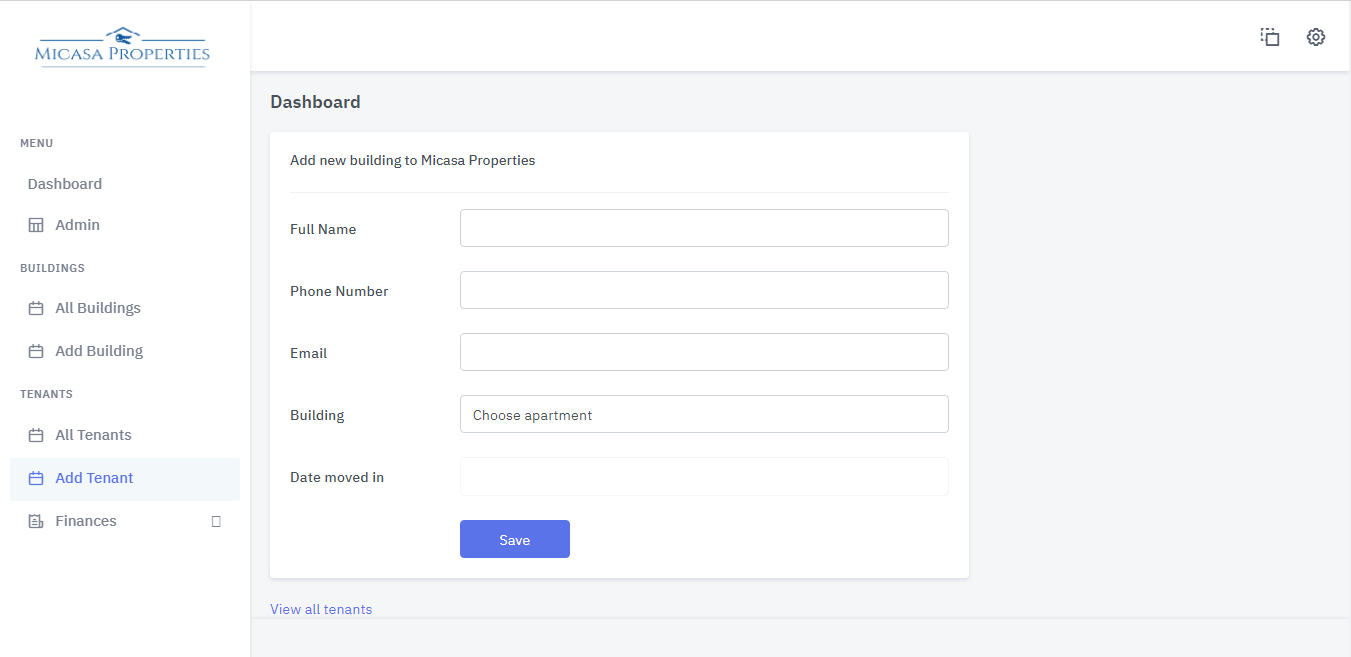 MICASA PROPERTIES
MENU
Dashboard
Admin
BUILDINGS
All Buildings
Add Building
TENANTS
All Tenants
Add Tenant
Finances
Dashboard
Add new building to Micasa Properties
Full Name
Phone Number
Email
Building
Choose apartment
Date moved in
Save
View all tenants